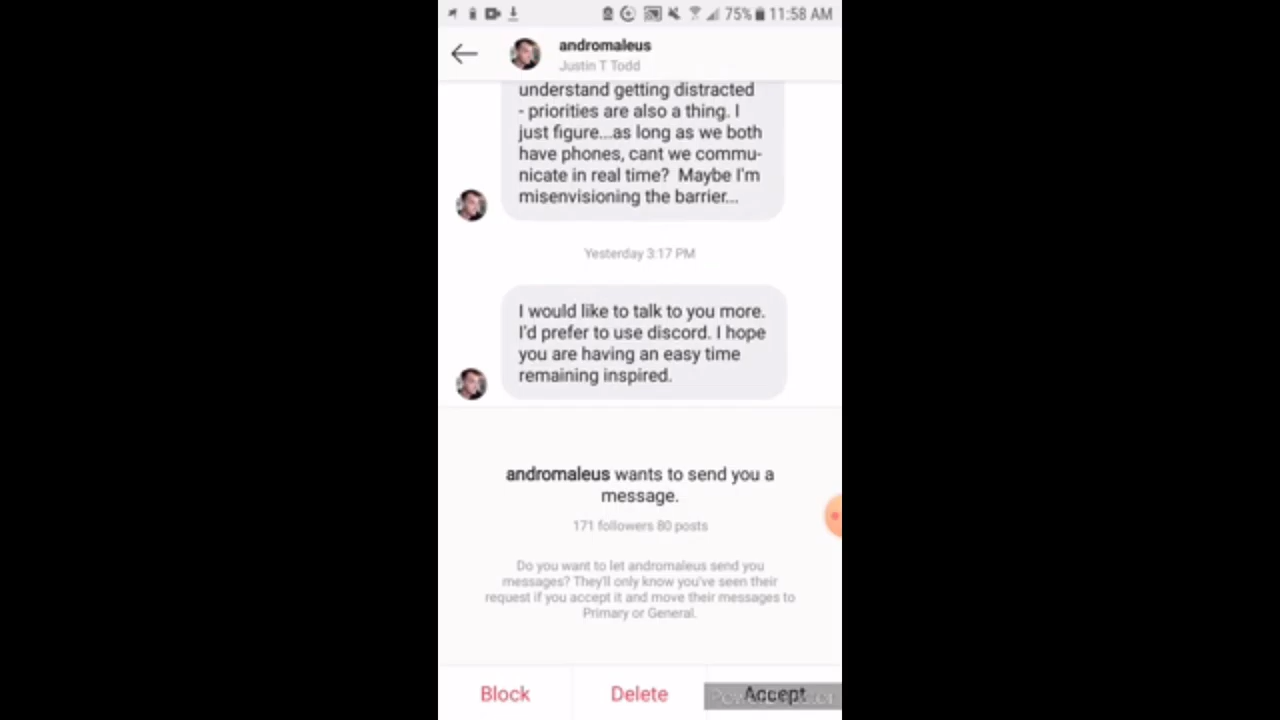 75% 11:58 AM
andromaleus
Justin T Todd
understand getting distracted
- priorities are also a thing. I
just figure...as long as we both
have phones, cant we commu-
nicate in real time?  Maybe I'm
misenvisioning the barrier...
Yesterday 3:17 PM
I would like to talk to you more.
I'd prefer to use discord. I hope
you are having an easy time
remaining inspired.
andromaleus wants to send you a
message.
171 followers 80 posts
Do you want to let andromaleus send you
messages? They'll only know you've seen their
request if you accept it and move their messages to
Primary or General.
Block Delete Accept